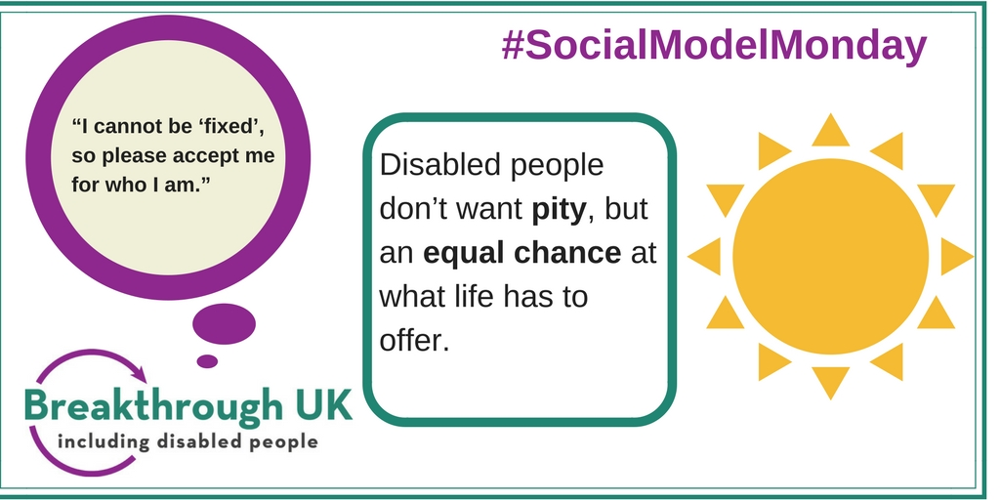 #SocialModelMonday
“I cannot be ‘fixed’,
so please accept me
for who I am.”
Disabled people
don’t want pity, but
an equal chance at
what life has to
offer.
Breakthrough UK
including disabled people